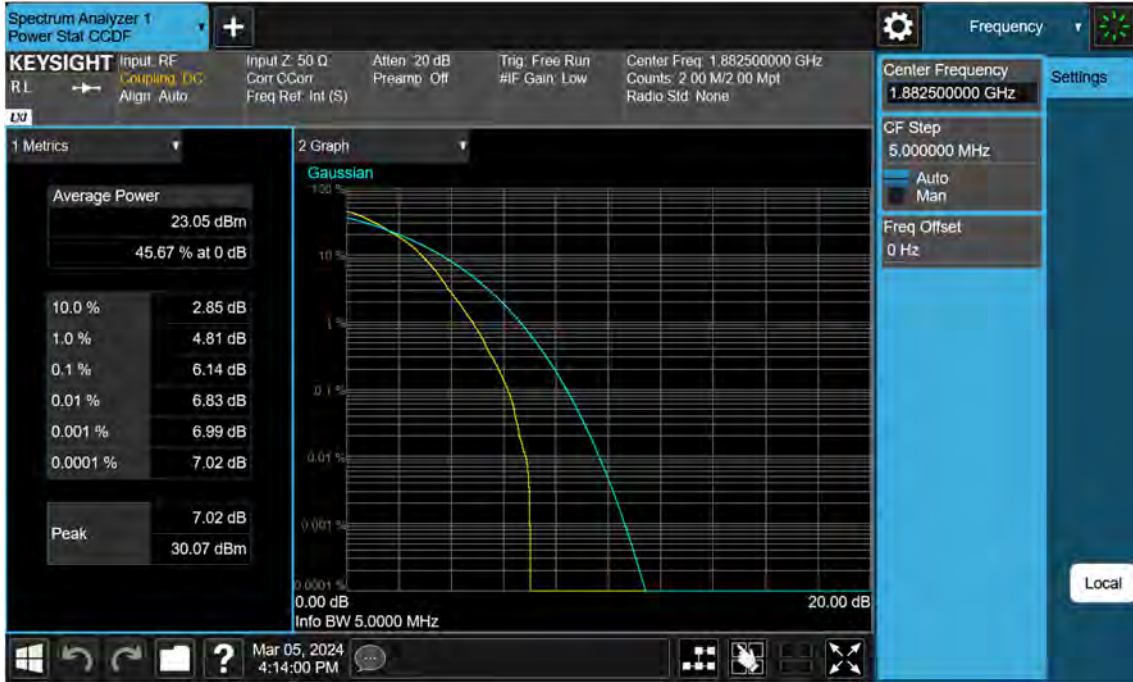 Spectrum Analyzer 1
Power Stat CCDF
Frequency
KEYSIGHT
R L
LXI
Input: RF
Coupling: DC
Align: Auto
Input Z: 50 Ω
Corr CCorr
Freq Ref: Int (S)
Atten: 20 dB
Preamp: Off
Trig: Free Run
#IF Gain: Low
Center Freq: 1.882500000 GHz
Counts: 2.00 M/2.00 Mpt
Radio Std: None
Center Frequency
1.882500000 GHz
Settings
CF Step
5.000000 MHz
Auto
Man
Freq Offset
0 Hz
1 Metrics
Average Power
23.05 dBm
45.67 % at 0 dB
10.0 % 2.85 dB
1.0 % 4.81 dB
0.1 % 6.14 dB
0.01 % 6.83 dB
0.001 % 6.99 dB
0.0001 % 7.02 dB
Peak
7.02 dB
30.07 dBm
2 Graph
Gaussian
100 %
10 %
1 %
0.1 %
0.01 %
0.001 %
0.0001 %
0.00 dB 20.00 dB
Info BW 5.0000 MHz
Local
?
Mar 05, 2024
4:14:00 PM